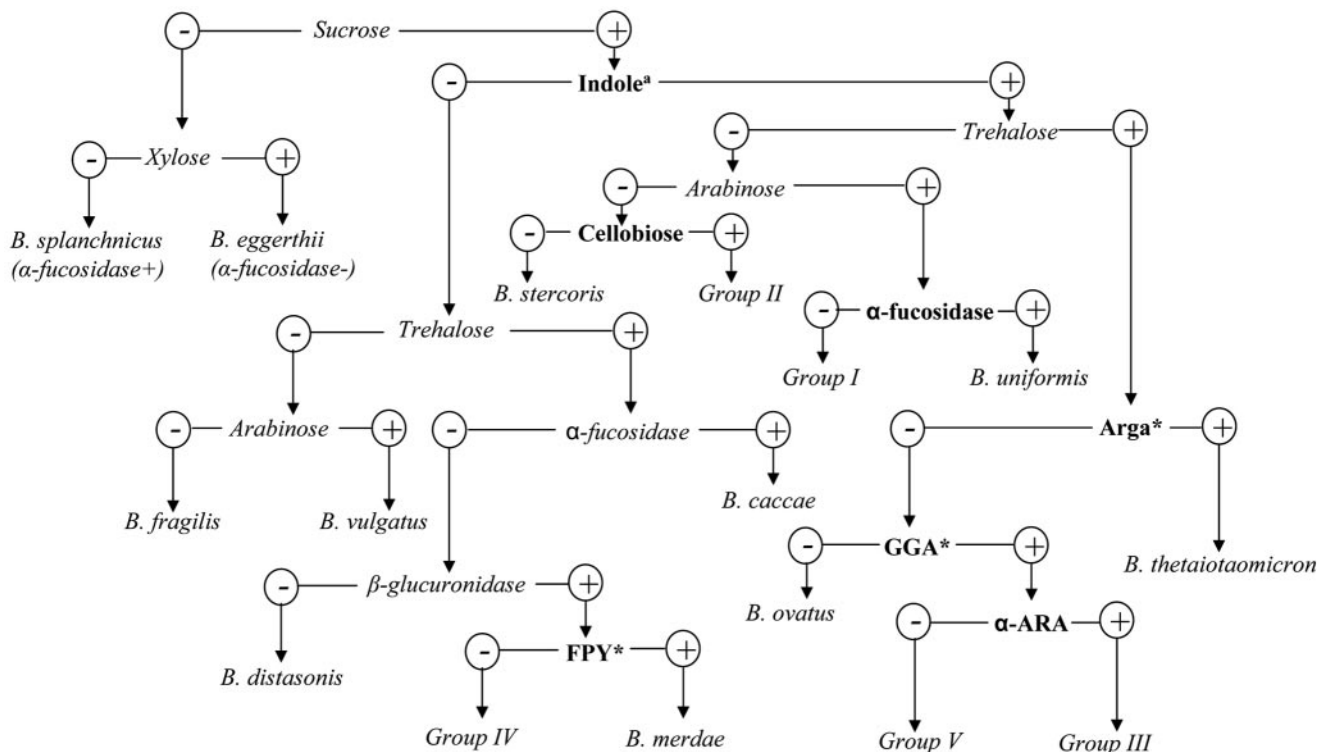 - Sucrose +
- Indoleᵃ +
- Trehalose +
- Xylose +
- Arabinose +
B. splanchnicus
(α-fucosidase+)
B. eggerthii
(α-fucosidase-)
- Cellobiose +
B. stercoris
Group II
- α-fucosidase +
Group I
B. uniformis
- Trehalose +
- Arabinose +
- α-fucosidase +
- Arga* +
B. fragilis
B. vulgatus
B. caccae
- GGA* +
B. thetaiotaomicron
- β-glucuronidase +
B. ovatus
- α-ARA +
B. distasonis
- FPY* +
Group IV
B. merdae
Group V
Group III